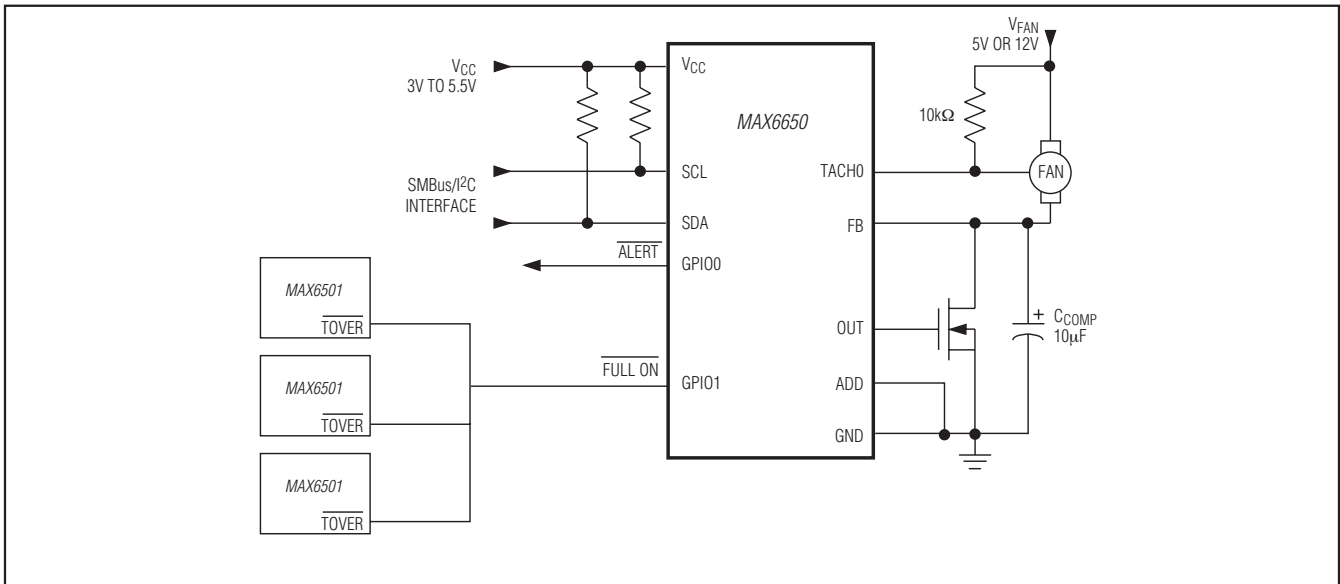 VFAN
5V OR 12V
VCC
3V TO 5.5V
VCC
MAX6650
10kΩ
SCL
TACH0
FAN
SMBus/I2C
INTERFACE
SDA
FB
ALERT
GPIO0
MAX6501
TOVER
OUT
+ CCOMP
10μF
MAX6501
TOVER
FULL ON
GPIO1
ADD
GND
MAX6501
TOVER